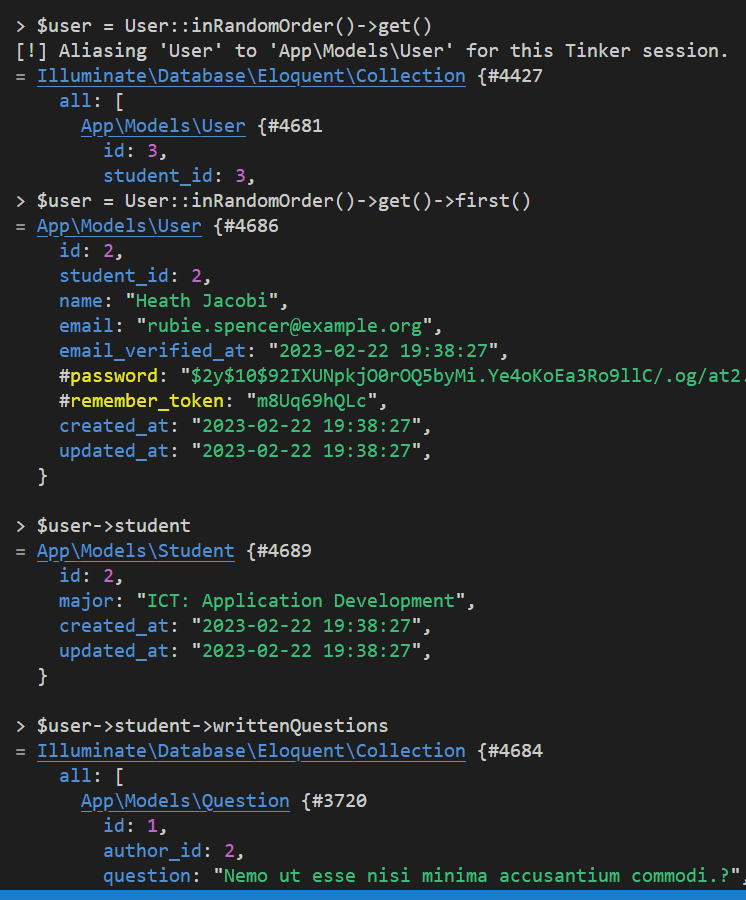 > $user = User::inRandomOrder()->get()
[!] Aliasing 'User' to 'App\Models\User' for this Tinker session.
= Illuminate\Database\Eloquent\Collection {#4427
all: [
App\Models\User {#4681
id: 3,
student_id: 3,
> $user = User::inRandomOrder()->get()->first()
= App\Models\User {#4686
id: 2,
student_id: 2,
name: "Heath Jacobi",
email: "rubie.spencer@example.org",
email_verified_at: "2023-02-22 19:38:27",
#password: "$2y$10$92IXUNpkjO0rOQ5byMi.Ye4oKoEa3Ro9llC/.og/at2.
#remember_token: "m8Uq69hQLc",
created_at: "2023-02-22 19:38:27",
updated_at: "2023-02-22 19:38:27",
}
> $user->student
= App\Models\Student {#4689
id: 2,
major: "ICT: Application Development",
created_at: "2023-02-22 19:38:27",
updated_at: "2023-02-22 19:38:27",
}
> $user->student->writtenQuestions
= Illuminate\Database\Eloquent\Collection {#4684
all: [
App\Models\Question {#3720
id: 1,
author_id: 2,
question: "Nemo ut esse nisi minima accusantium commodi.?",